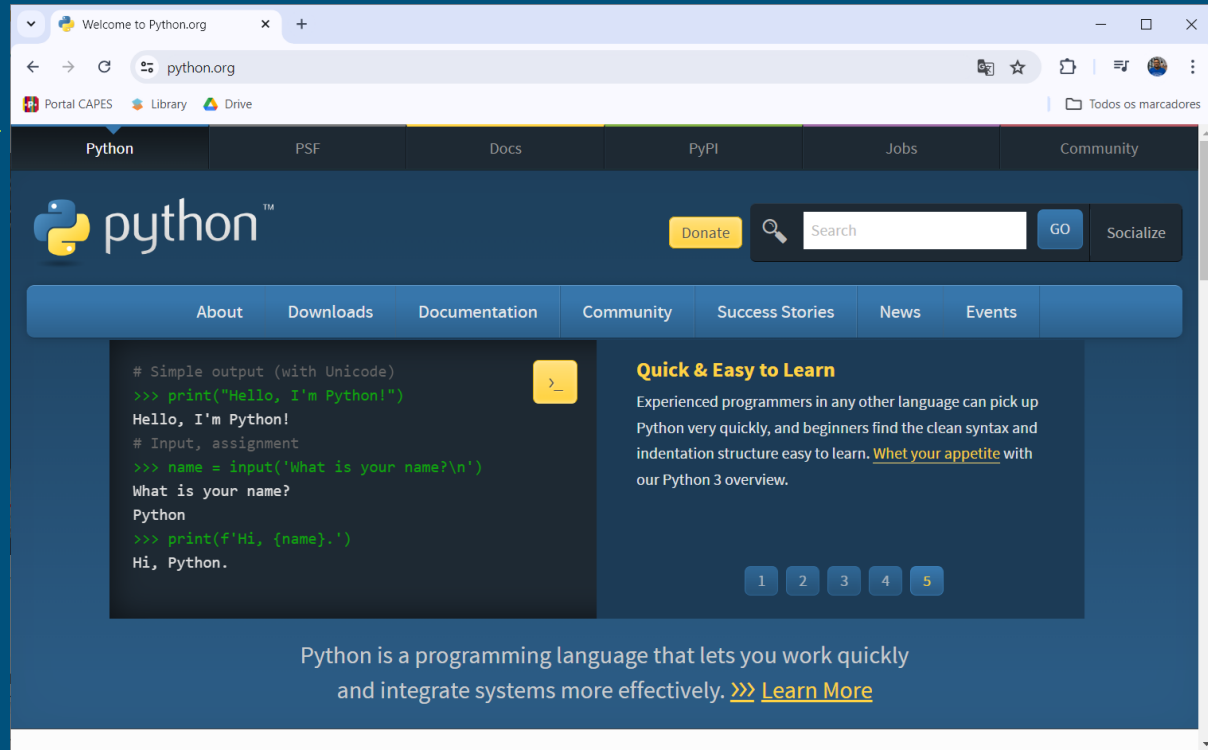 Welcome to Python.org
python.org
Portal CAPES Library Drive Todos os marcadores
Python PSF Docs PyPI Jobs Community
python™
Donate Search GO Socialize
About Downloads Documentation Community Success Stories News Events
# Simple output (with Unicode)
>>> print("Hello, I'm Python!")
Hello, I'm Python!
# Input, assignment
>>> name = input('What is your name?\n')
What is your name?
Python
>>> print(f'Hi, {name}.')
Hi, Python.
>_
Quick & Easy to Learn
Experienced programmers in any other language can pick up
Python very quickly, and beginners find the clean syntax and
indentation structure easy to learn. Whet your appetite with
our Python 3 overview.
1 2 3 4 5
Python is a programming language that lets you work quickly
and integrate systems more effectively. >>> Learn More